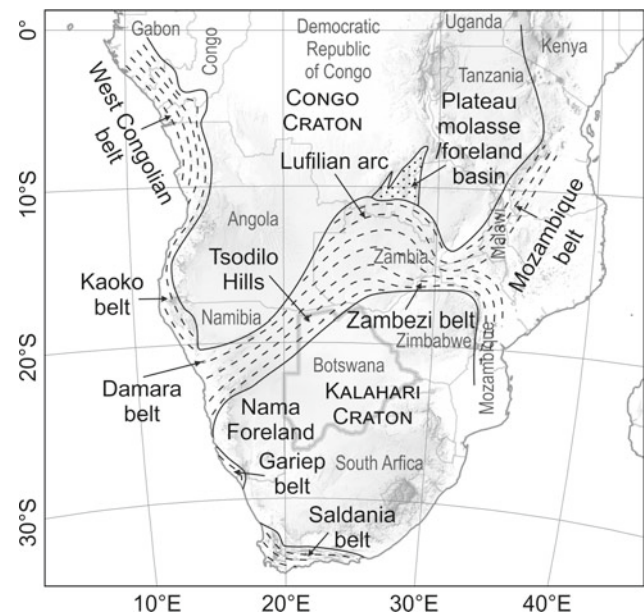 0°
Gabon
Congo
Democratic
Republic
of Congo
Uganda
Kenya
Tanzania
CONGO
CRATON
West Congolian
belt
Plateau
molasse
/foreland
basin
Lufilian arc
10°S
Angola
Malawi
Mozambique
belt
Tsodilo
Hills
Zambia
Kaoko
belt
Namibia
Zambezi belt
Zimbabwe
20°S
Damara
belt
Botswana
Mozambique
KALAHARI
CRATON
Nama
Foreland
Gariep
belt
South Arfica
30°S
Saldania
belt
10°E
20°E
30°E
40°E